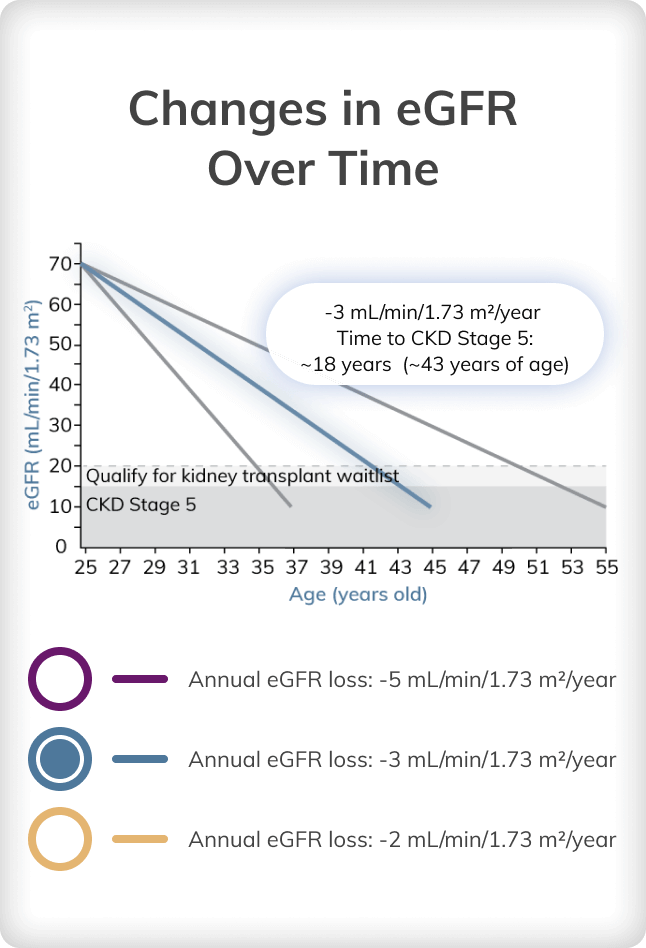 Changes in eGFR
Over Time
eGFR (mL/min/1.73 m²)
70
60
50
40
30
20
10
0
-3 mL/min/1.73 m²/year
Time to CKD Stage 5:
~18 years (~43 years of age)
Qualify for kidney transplant waitlist
CKD Stage 5
25 27 29 31 33 35 37 39 41 43 45 47 49 51 53 55
Age (years old)
Annual eGFR loss: -5 mL/min/1.73 m²/year
Annual eGFR loss: -3 mL/min/1.73 m²/year
Annual eGFR loss: -2 mL/min/1.73 m²/year